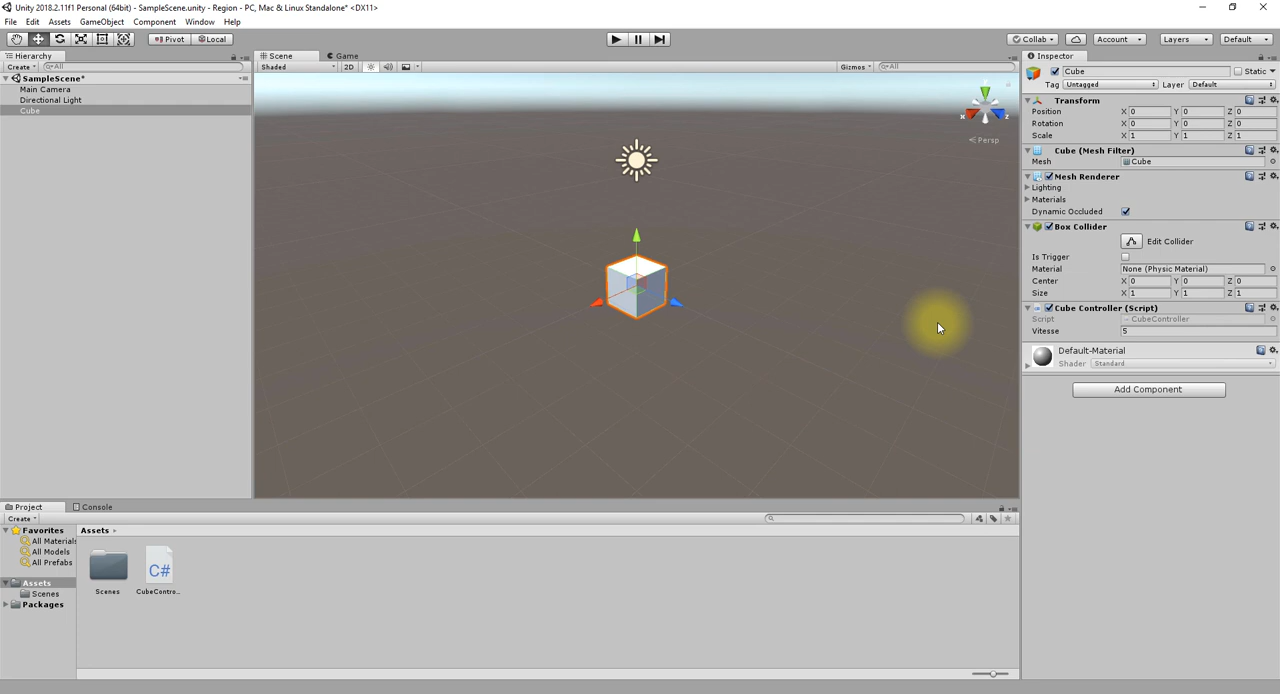 Unity 2018.2.11f1 Personal (64bit) - SampleScene.unity - Region - PC, Mac & Linux Standalone* <DX11>
File Edit Assets GameObject Component Window Help
Pivot Local Collab Account Layers Default
Hierarchy Scene Game Inspector
Create All Shaded 2D Gizmos All
SampleScene*
Main Camera
Directional Light
Cube
Persp
Cube Static
Tag Untagged Layer Default
Transform
Position X 0 Y 0 Z 0
Rotation X 0 Y 0 Z 0
Scale X 1 Y 1 Z 1
Cube (Mesh Filter)
Mesh Cube
Mesh Renderer
Lighting
Materials
Dynamic Occluded
Box Collider
Edit Collider
Is Trigger
Material None (Physic Material)
Center X 0 Y 0 Z 0
Size X 1 Y 1 Z 1
Cube Controller (Script)
Script CubeController
Vitesse 5
Default-Material
Shader Standard
Add Component
Project Console
Create
Favorites
All Materials
All Models
All Prefabs
Assets
Scenes
Packages
Assets
C#
Scenes CubeContro...
x z